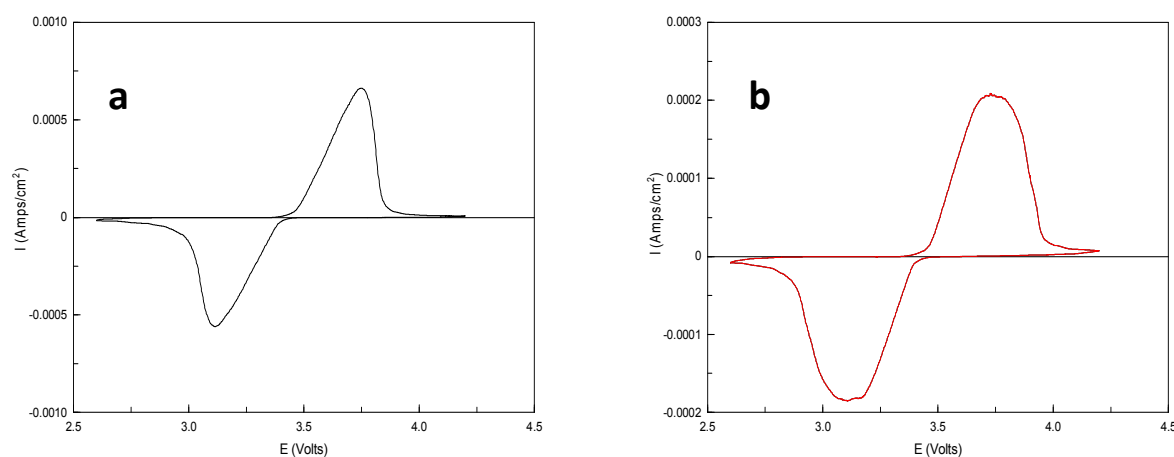 a
0.0010
0.0005
0
-0.0005
-0.0010
I (Amps/cm²)
2.5 3.0 3.5 4.0 4.5
E (Volts)
b
0.0003
0.0002
0.0001
0
-0.0001
-0.0002
I (Amps/cm²)
2.5 3.0 3.5 4.0 4.5
E (Volts)